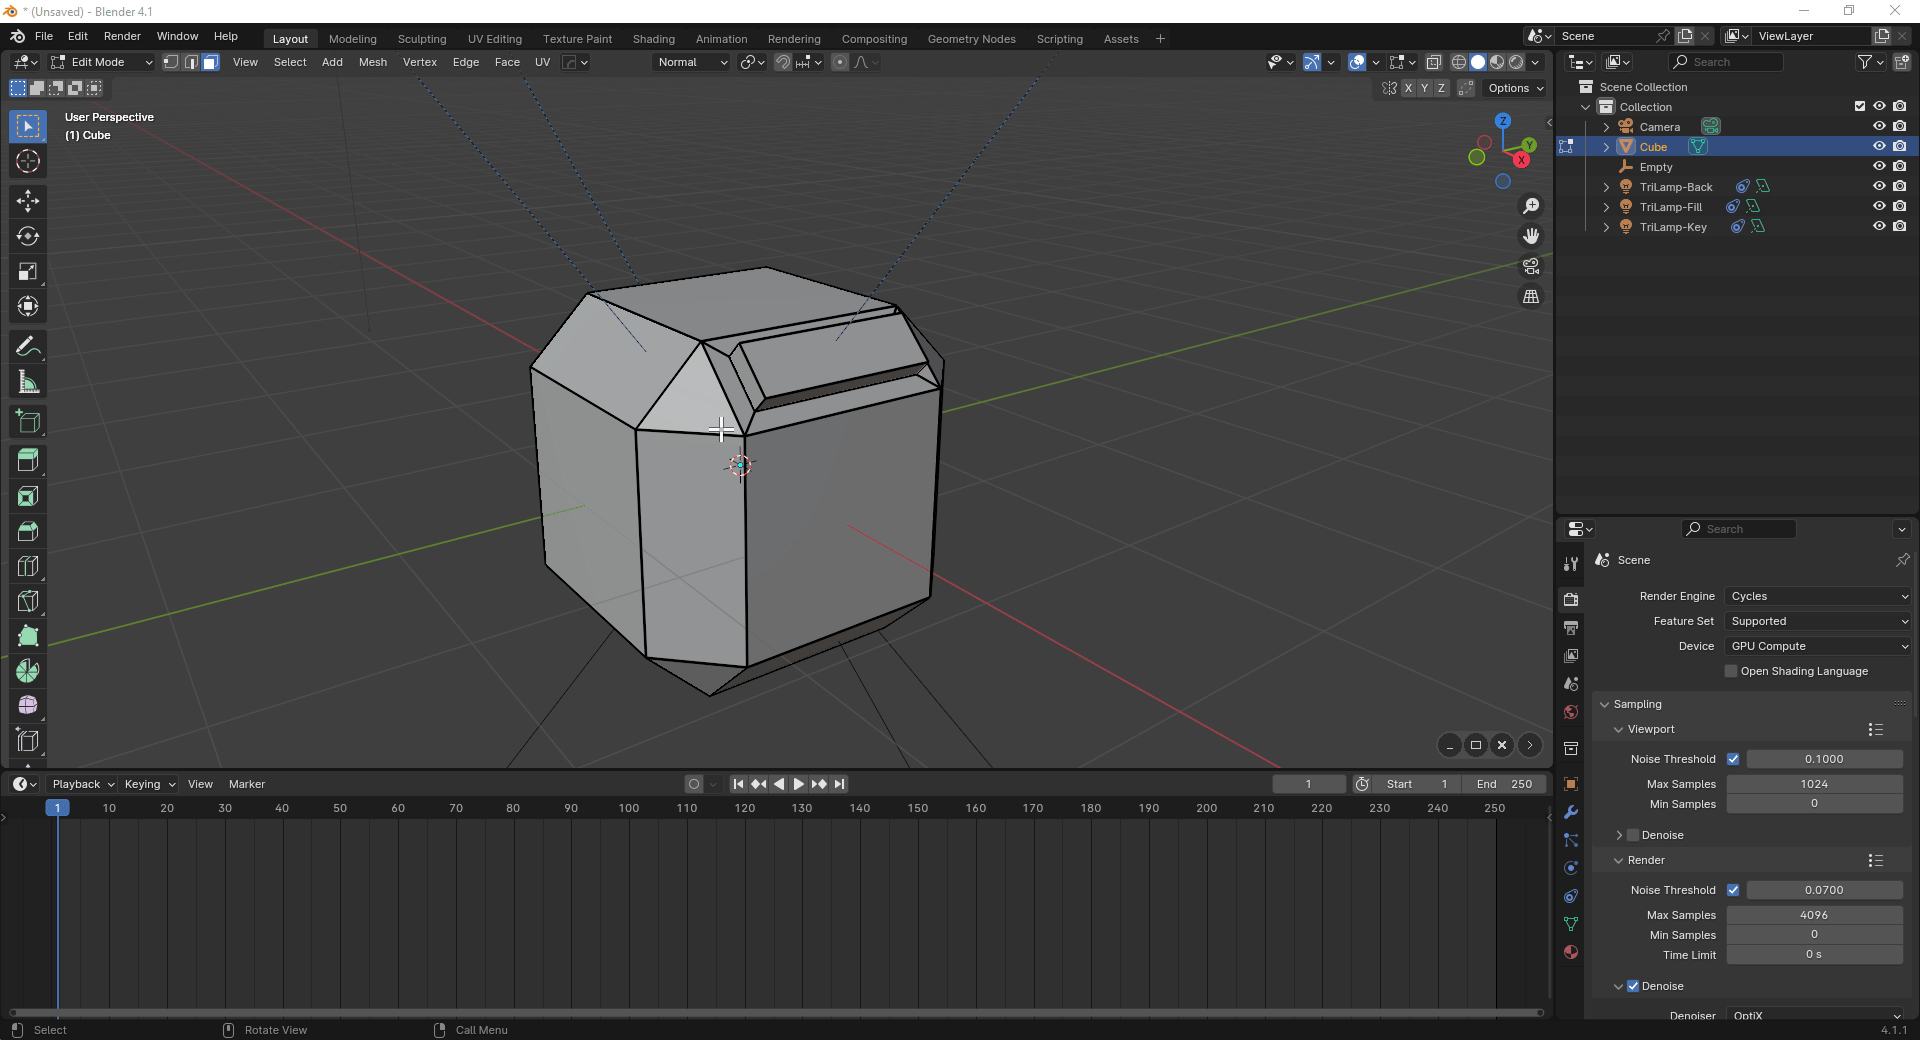 * (Unsaved) - Blender 4.1
File Edit Render Window Help
Layout Modeling Sculpting UV Editing Texture Paint Shading Animation Rendering Compositing Geometry Nodes Scripting Assets +
Scene
ViewLayer
Edit Mode View Select Add Mesh Vertex Edge Face UV Normal
Search
X Y Z Options
User Perspective
(1) Cube
Z
Y
X
Scene Collection
Collection
Camera
Cube
Empty
TriLamp-Back
TriLamp-Fill
TriLamp-Key
Search
Scene
Render Engine Cycles
Feature Set Supported
Device GPU Compute
Open Shading Language
Sampling
Viewport
Noise Threshold 0.1000
Max Samples 1024
Min Samples 0
Denoise
Render
Noise Threshold 0.0700
Max Samples 4096
Min Samples 0
Time Limit 0 s
Denoise
Denoiser OptiX
Playback Keying View Marker 1 Start 1 End 250
1 10 20 30 40 50 60 70 80 90 100 110 120 130 140 150 160 170 180 190 200 210 220 230 240 250
Select Rotate View Call Menu
4.1.1